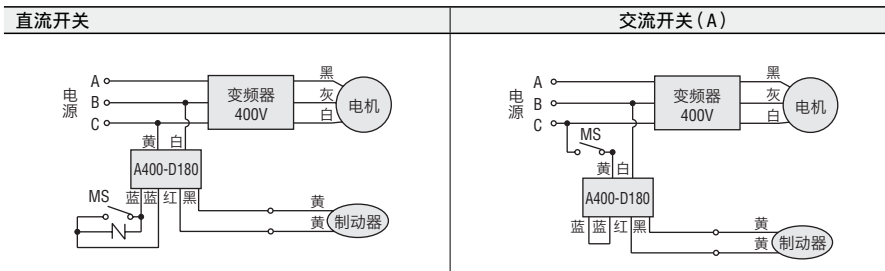 直流开关
交流开关(A)
电源
A
B
C
变频器
400V
黑
灰
白
电机
黄 白
A400-D180
MS
蓝 蓝 红 黑
黄
黄
制动器
电源
A
B
C
变频器
400V
黑
灰
白
电机
MS
黄 白
A400-D180
蓝 蓝 红 黑
黄
黄
制动器